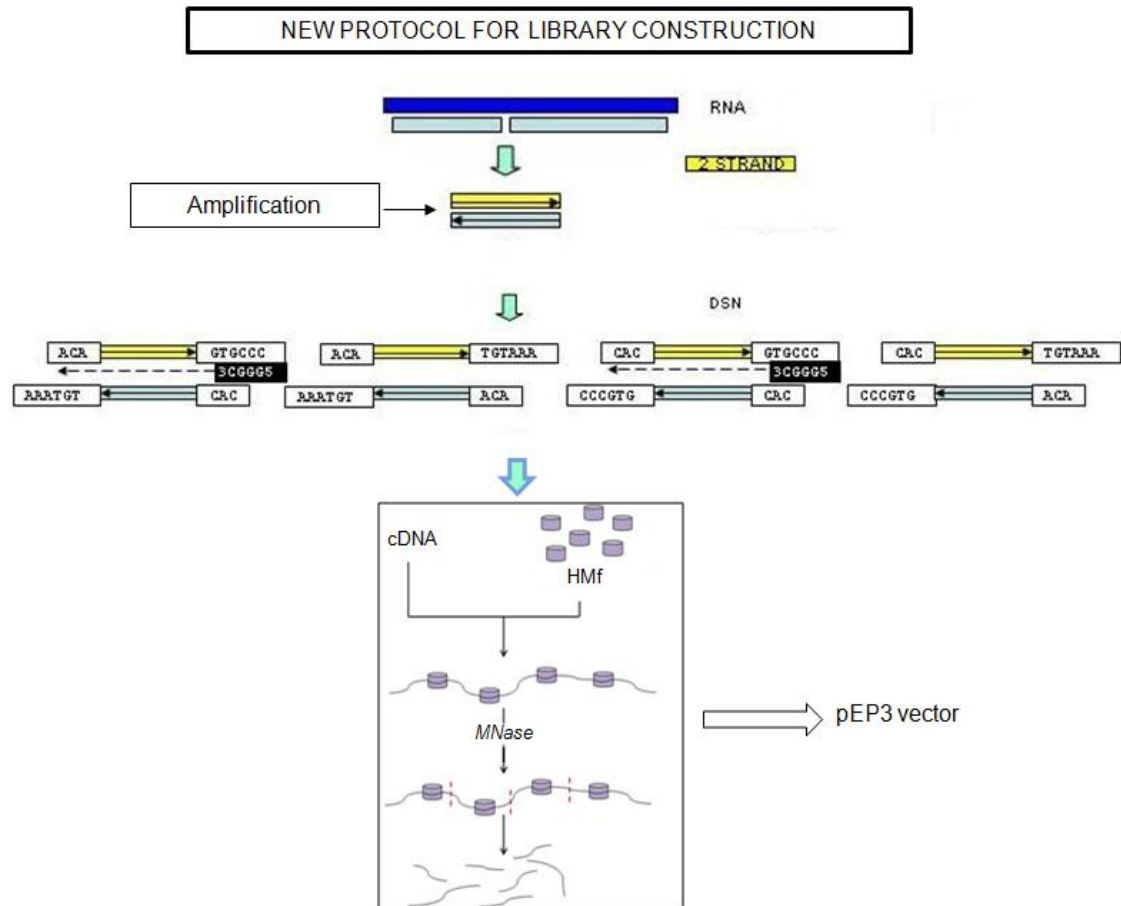 NEW PROTOCOL FOR LIBRARY CONSTRUCTION
RNA
2 STRAND
Amplification
DSN
ACA GTGCCC ACA TGTAAA CAC GTGCCC CAC TGTAAA
3CGGG5 3CGGG5
AAATGT CAC AAATGT ACA CCCGTG CAC CCCGTG ACA
cDNA
HMf
pEP3 vector
MNase